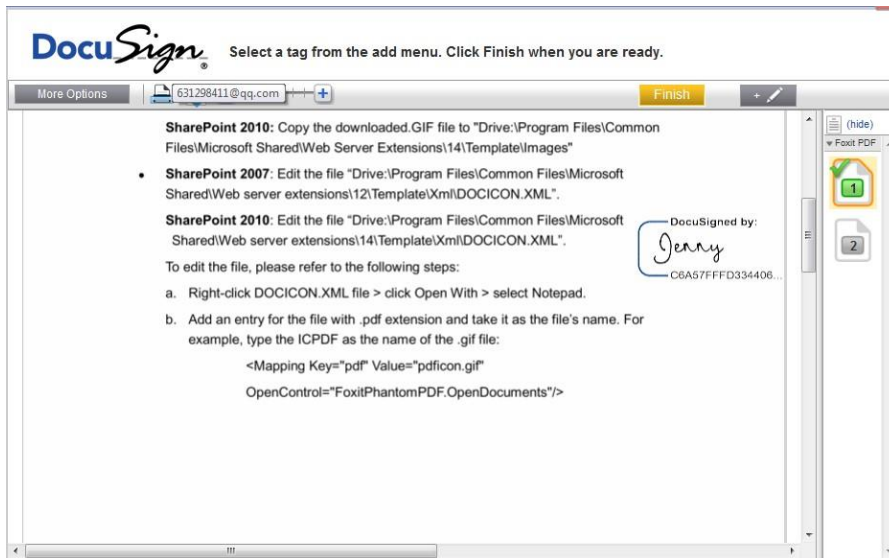 DocuSign®
Select a tag from the add menu. Click Finish when you are ready.
More Options
631298411@qq.com
Finish
SharePoint 2010: Copy the downloaded.GIF file to "Drive:\Program Files\Common
Files\Microsoft Shared\Web Server Extensions\14\Template\Images"
• SharePoint 2007: Edit the file “Drive:\Program Files\Common Files\Microsoft
Shared\Web server extensions\12\Template\Xml\DOCICON.XML”.
SharePoint 2010: Edit the file “Drive:\Program Files\Common Files\Microsoft
Shared\Web server extensions\14\Template\Xml\DOCICON.XML”.
To edit the file, please refer to the following steps:
a. Right-click DOCICON.XML file > click Open With > select Notepad.
b. Add an entry for the file with .pdf extension and take it as the file’s name. For
example, type the ICPDF as the name of the .gif file:
<Mapping Key="pdf" Value="pdficon.gif"
OpenControl="FoxitPhantomPDF.OpenDocuments"/>
DocuSigned by:
Jenny
C6A57FFFD334406...
(hide)
Foxit PDF
1
2